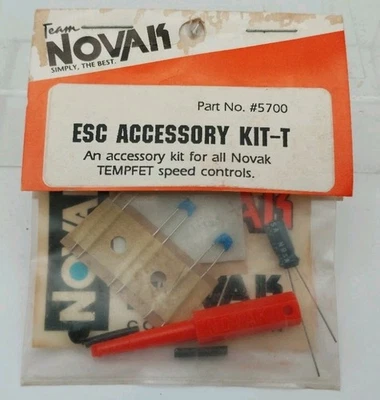 Team
NOVAK
SIMPLY, THE BEST.
Part No. #5700
ESC ACCESSORY KIT-T
An accessory kit for all Novak
TEMPFET speed controls.
NOVAK
NOVAK